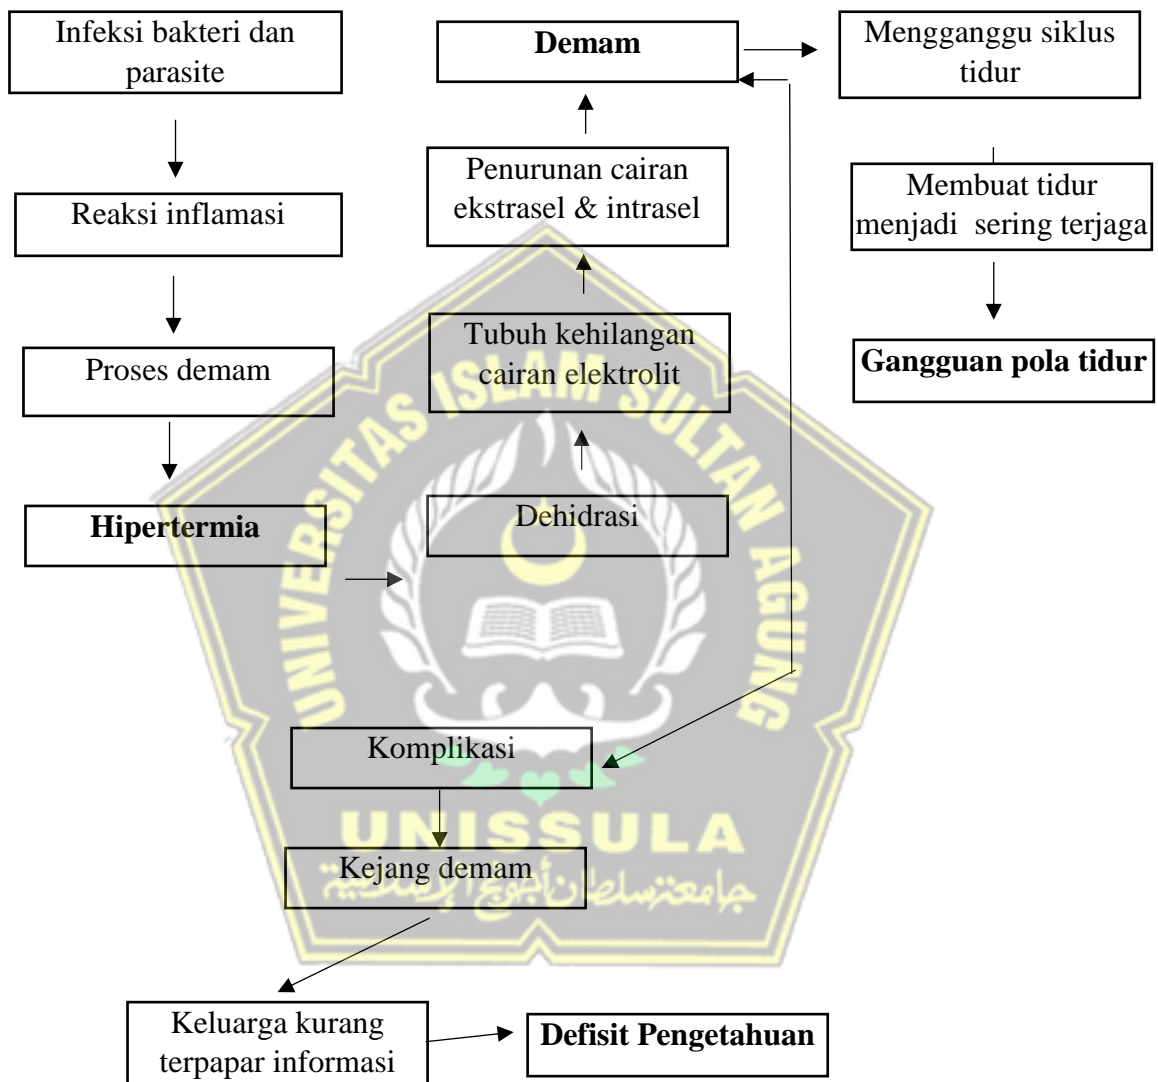 Infeksi bakteri dan
parasite
Reaksi inflamasi
Proses demam
Hipertermia
Demam
Penurunan cairan
ekstrasel & intrasel
Tubuh kehilangan
cairan elektrolit
Dehidrasi
Mengganggu siklus
tidur
Membuat tidur
menjadi sering terjaga
Gangguan pola tidur
Komplikasi
Kejang demam
Keluarga kurang
terpapar informasi
Defisit Pengetahuan
UNIVERSITAS ISLAM SULTAN AGUNG
UNISSULA
جامعة سلطان أجونج الإسلامية